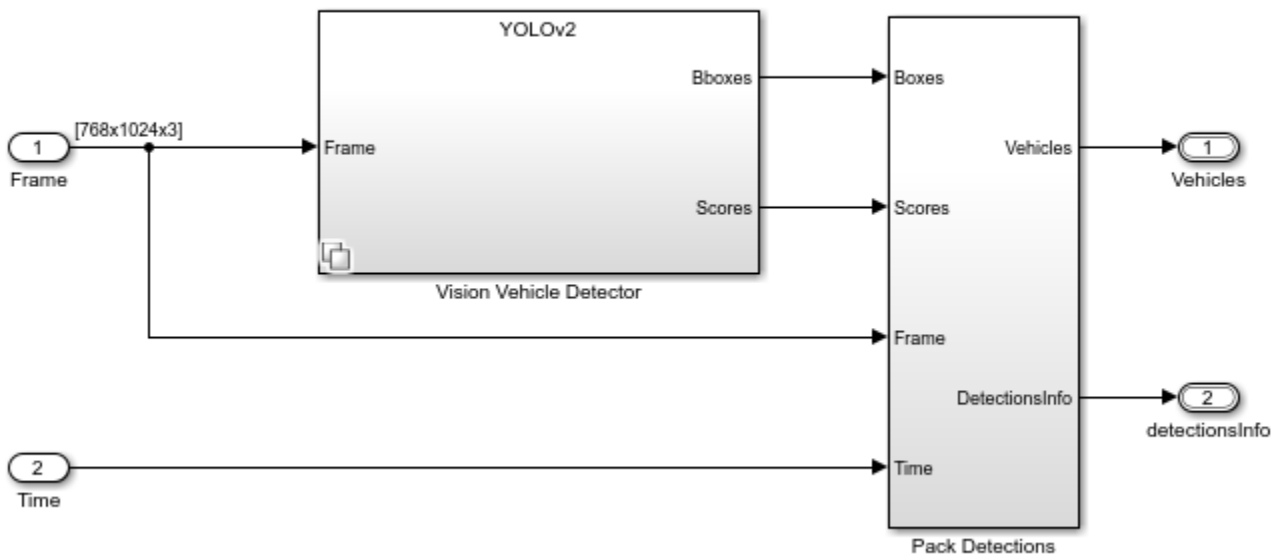 YOLOv2
Bboxes
Boxes
[768x1024x3]
1
Frame
Frame
Vehicles
1
Vehicles
Scores
Scores
Vision Vehicle Detector
Frame
DetectionsInfo
2
detectionsInfo
2
Time
Time
Pack Detections